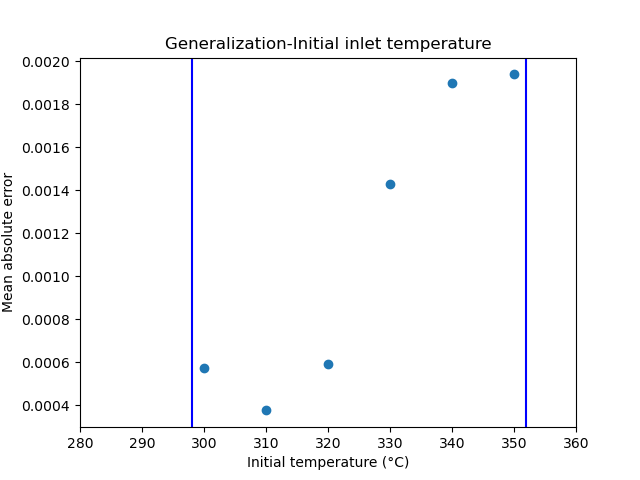 Generalization-Initial inlet temperature
0.0020
0.0018
0.0016
0.0014
0.0012
0.0010
0.0008
0.0006
0.0004
Mean absolute error
280 290 300 310 320 330 340 350 360
Initial temperature (°C)